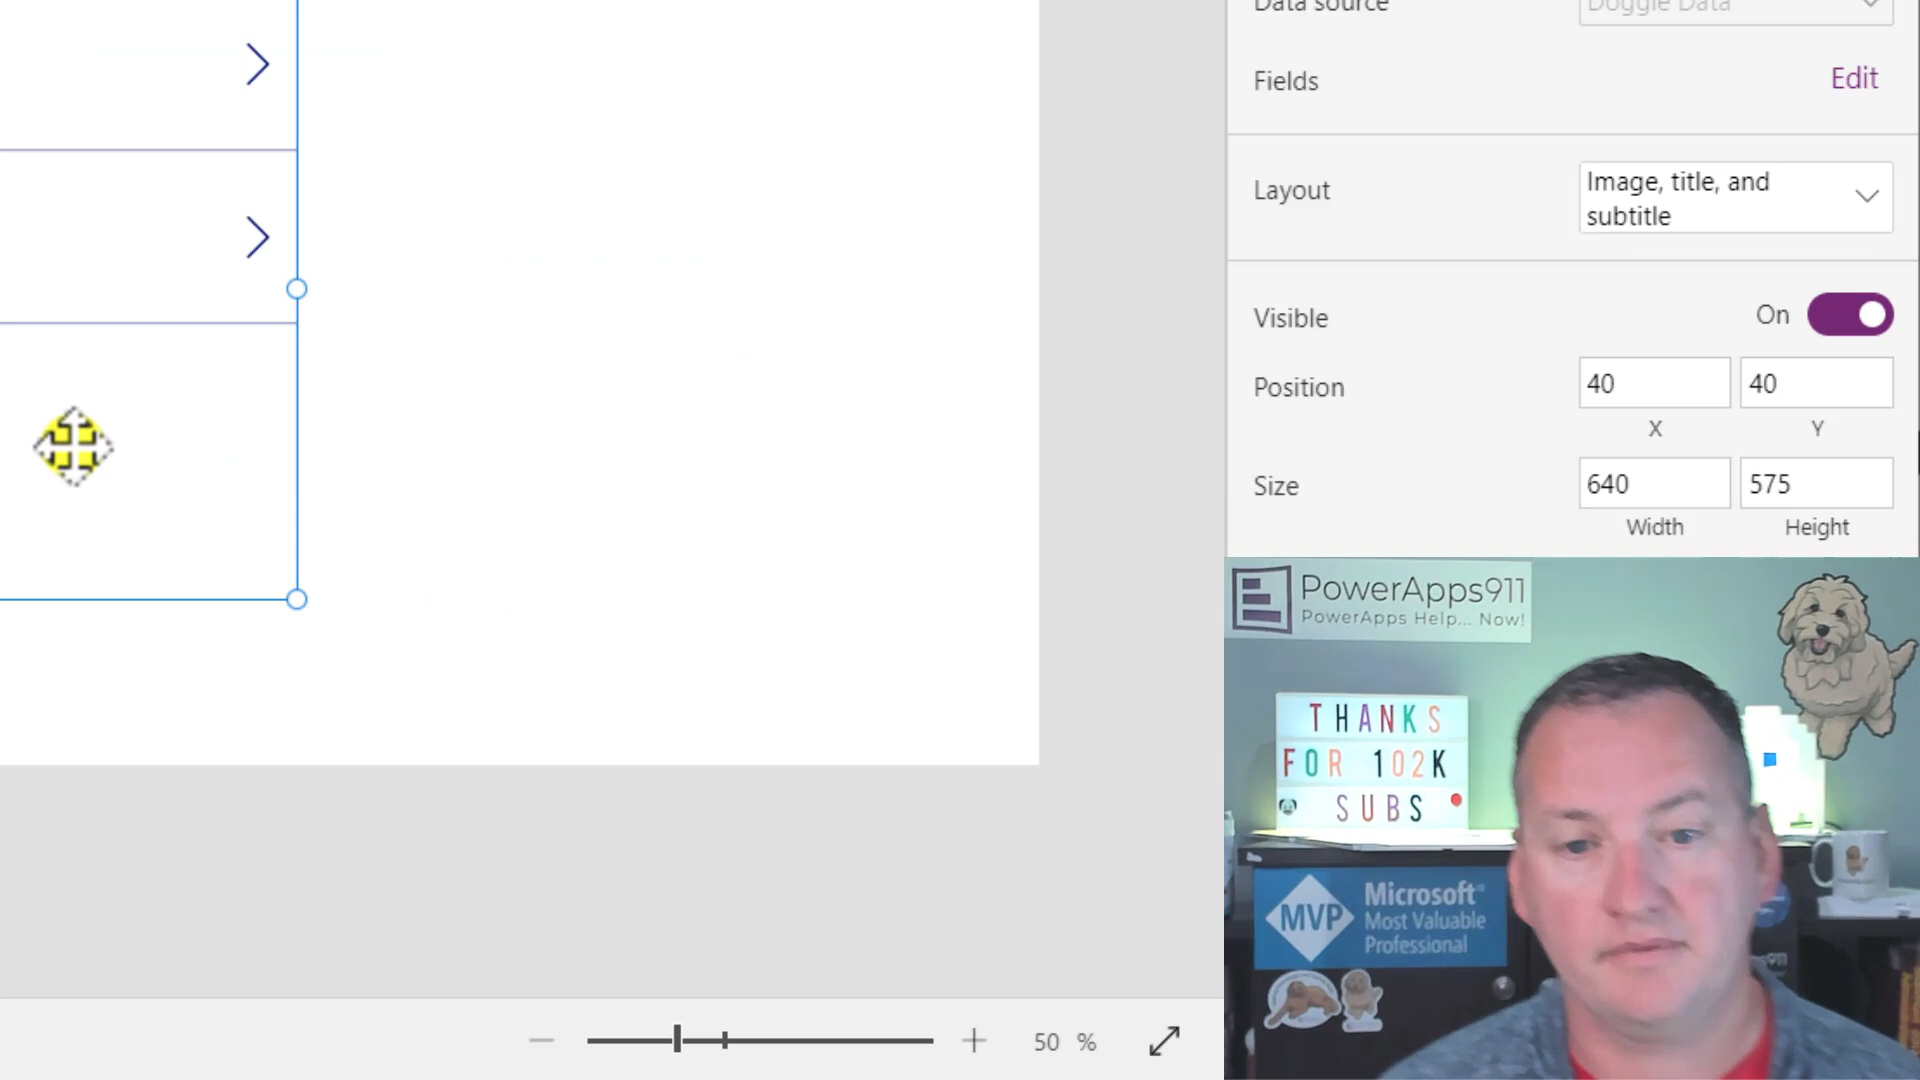 Data source
Doggie Data
Fields
Edit
Layout
Image, title, and
subtitle
Visible
On
Position
40
40
X
Y
Size
640
575
Width
Height
PowerApps911
PowerApps Help... Now!
THANKS
FOR 102K
SUBS
MVP
Microsoft
Most Valuable
Professional
50 %